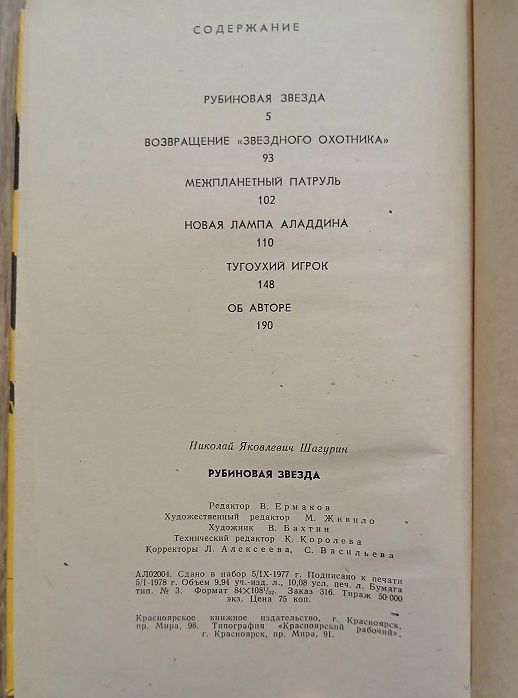 СОДЕРЖАНИЕ
РУБИНОВАЯ ЗВЕЗДА
5
ВОЗВРАЩЕНИЕ «ЗВЕЗДНОГО ОХОТНИКА»
93
МЕЖПЛАНЕТНЫЙ ПАТРУЛЬ
102
НОВАЯ ЛАМПА АЛАДДИНА
110
ТУГОУХИЙ ИГРОК
148
ОБ АВТОРЕ
190
Николай Яковлевич Шагурин
РУБИНОВАЯ ЗВЕЗДА
Редактор В. Ермаков
Художественный редактор М. Живило
Художник В. Бахтин
Технический редактор К. Королева
Корректоры Л. Алексеева, С. Васильева
АЛ02004. Сдано в набор 5/IX-1977 г. Подписано к печати
5/I-1978 г. Объем 9,94 уч.-изд. л., 10,08 усл. печ. л. Бумага
тип. № 3. Формат 84×108¹/₃₂. Заказ 316. Тираж 50 000
экз. Цена 75 коп.
Красноярское книжное издательство, г. Красноярск,
пр. Мира, 98. Типография «Красноярский рабочий»,
г. Красноярск, пр. Мира, 91.